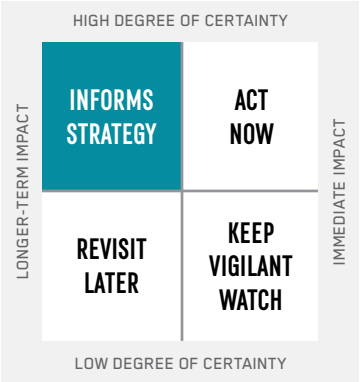 HIGH DEGREE OF CERTAINTY
LONGER-TERM IMPACT
INFORMS
STRATEGY
ACT
NOW
IMMEDIATE IMPACT
REVISIT
LATER
KEEP
VIGILANT
WATCH
LOW DEGREE OF CERTAINTY